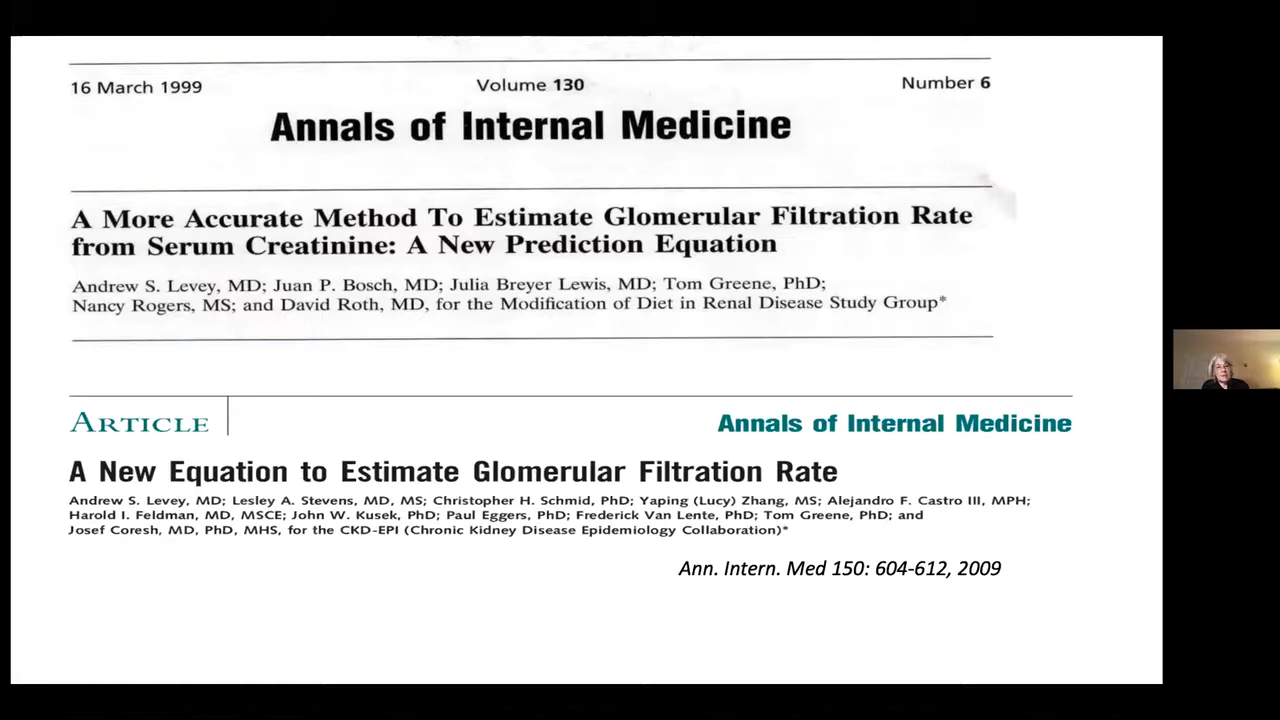 16 March 1999 Volume 130 Number 6
Annals of Internal Medicine
A More Accurate Method To Estimate Glomerular Filtration Rate
from Serum Creatinine: A New Prediction Equation
Andrew S. Levey, MD; Juan P. Bosch, MD; Julia Breyer Lewis, MD; Tom Greene, PhD;
Nancy Rogers, MS; and David Roth, MD, for the Modification of Diet in Renal Disease Study Group*
ARTICLE Annals of Internal Medicine
A New Equation to Estimate Glomerular Filtration Rate
Andrew S. Levey, MD; Lesley A. Stevens, MD, MS; Christopher H. Schmid, PhD; Yaping (Lucy) Zhang, MS; Alejandro F. Castro III, MPH;
Harold I. Feldman, MD, MSCE; John W. Kusek, PhD; Paul Eggers, PhD; Frederick Van Lente, PhD; Tom Greene, PhD; and
Josef Coresh, MD, PhD, MHS, for the CKD-EPI (Chronic Kidney Disease Epidemiology Collaboration)*
Ann. Intern. Med 150: 604-612, 2009